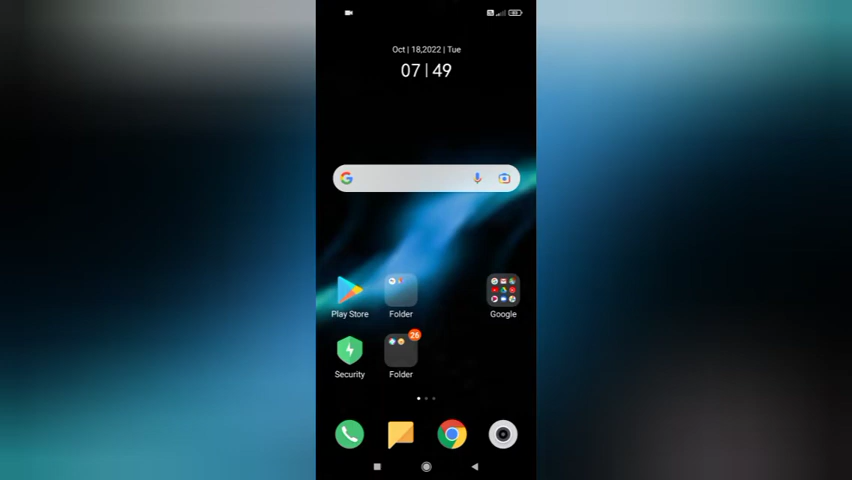 Oct | 18,2022 | Tue
07 | 49
Play Store
Folder
Google
26
Security
Folder